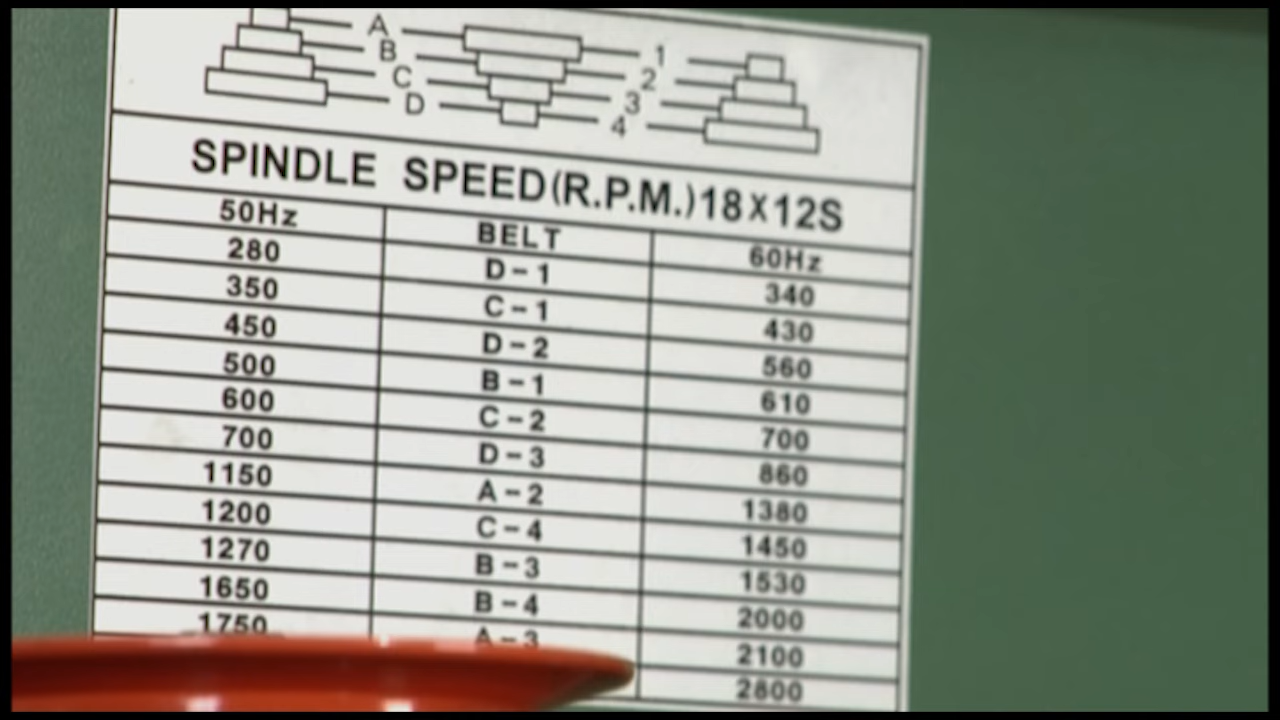 A 1
B 2
C 3
D 4
SPINDLE SPEED(R.P.M.)18X12S
50Hz BELT 60Hz
280 D-1 340
350 C-1 430
450 D-2 560
500 B-1 610
600 C-2 700
700 D-3 860
1150 A-2 1380
1200 C-4 1450
1270 B-3 1530
1650 B-4 2000
1750 A-3 2100
2800